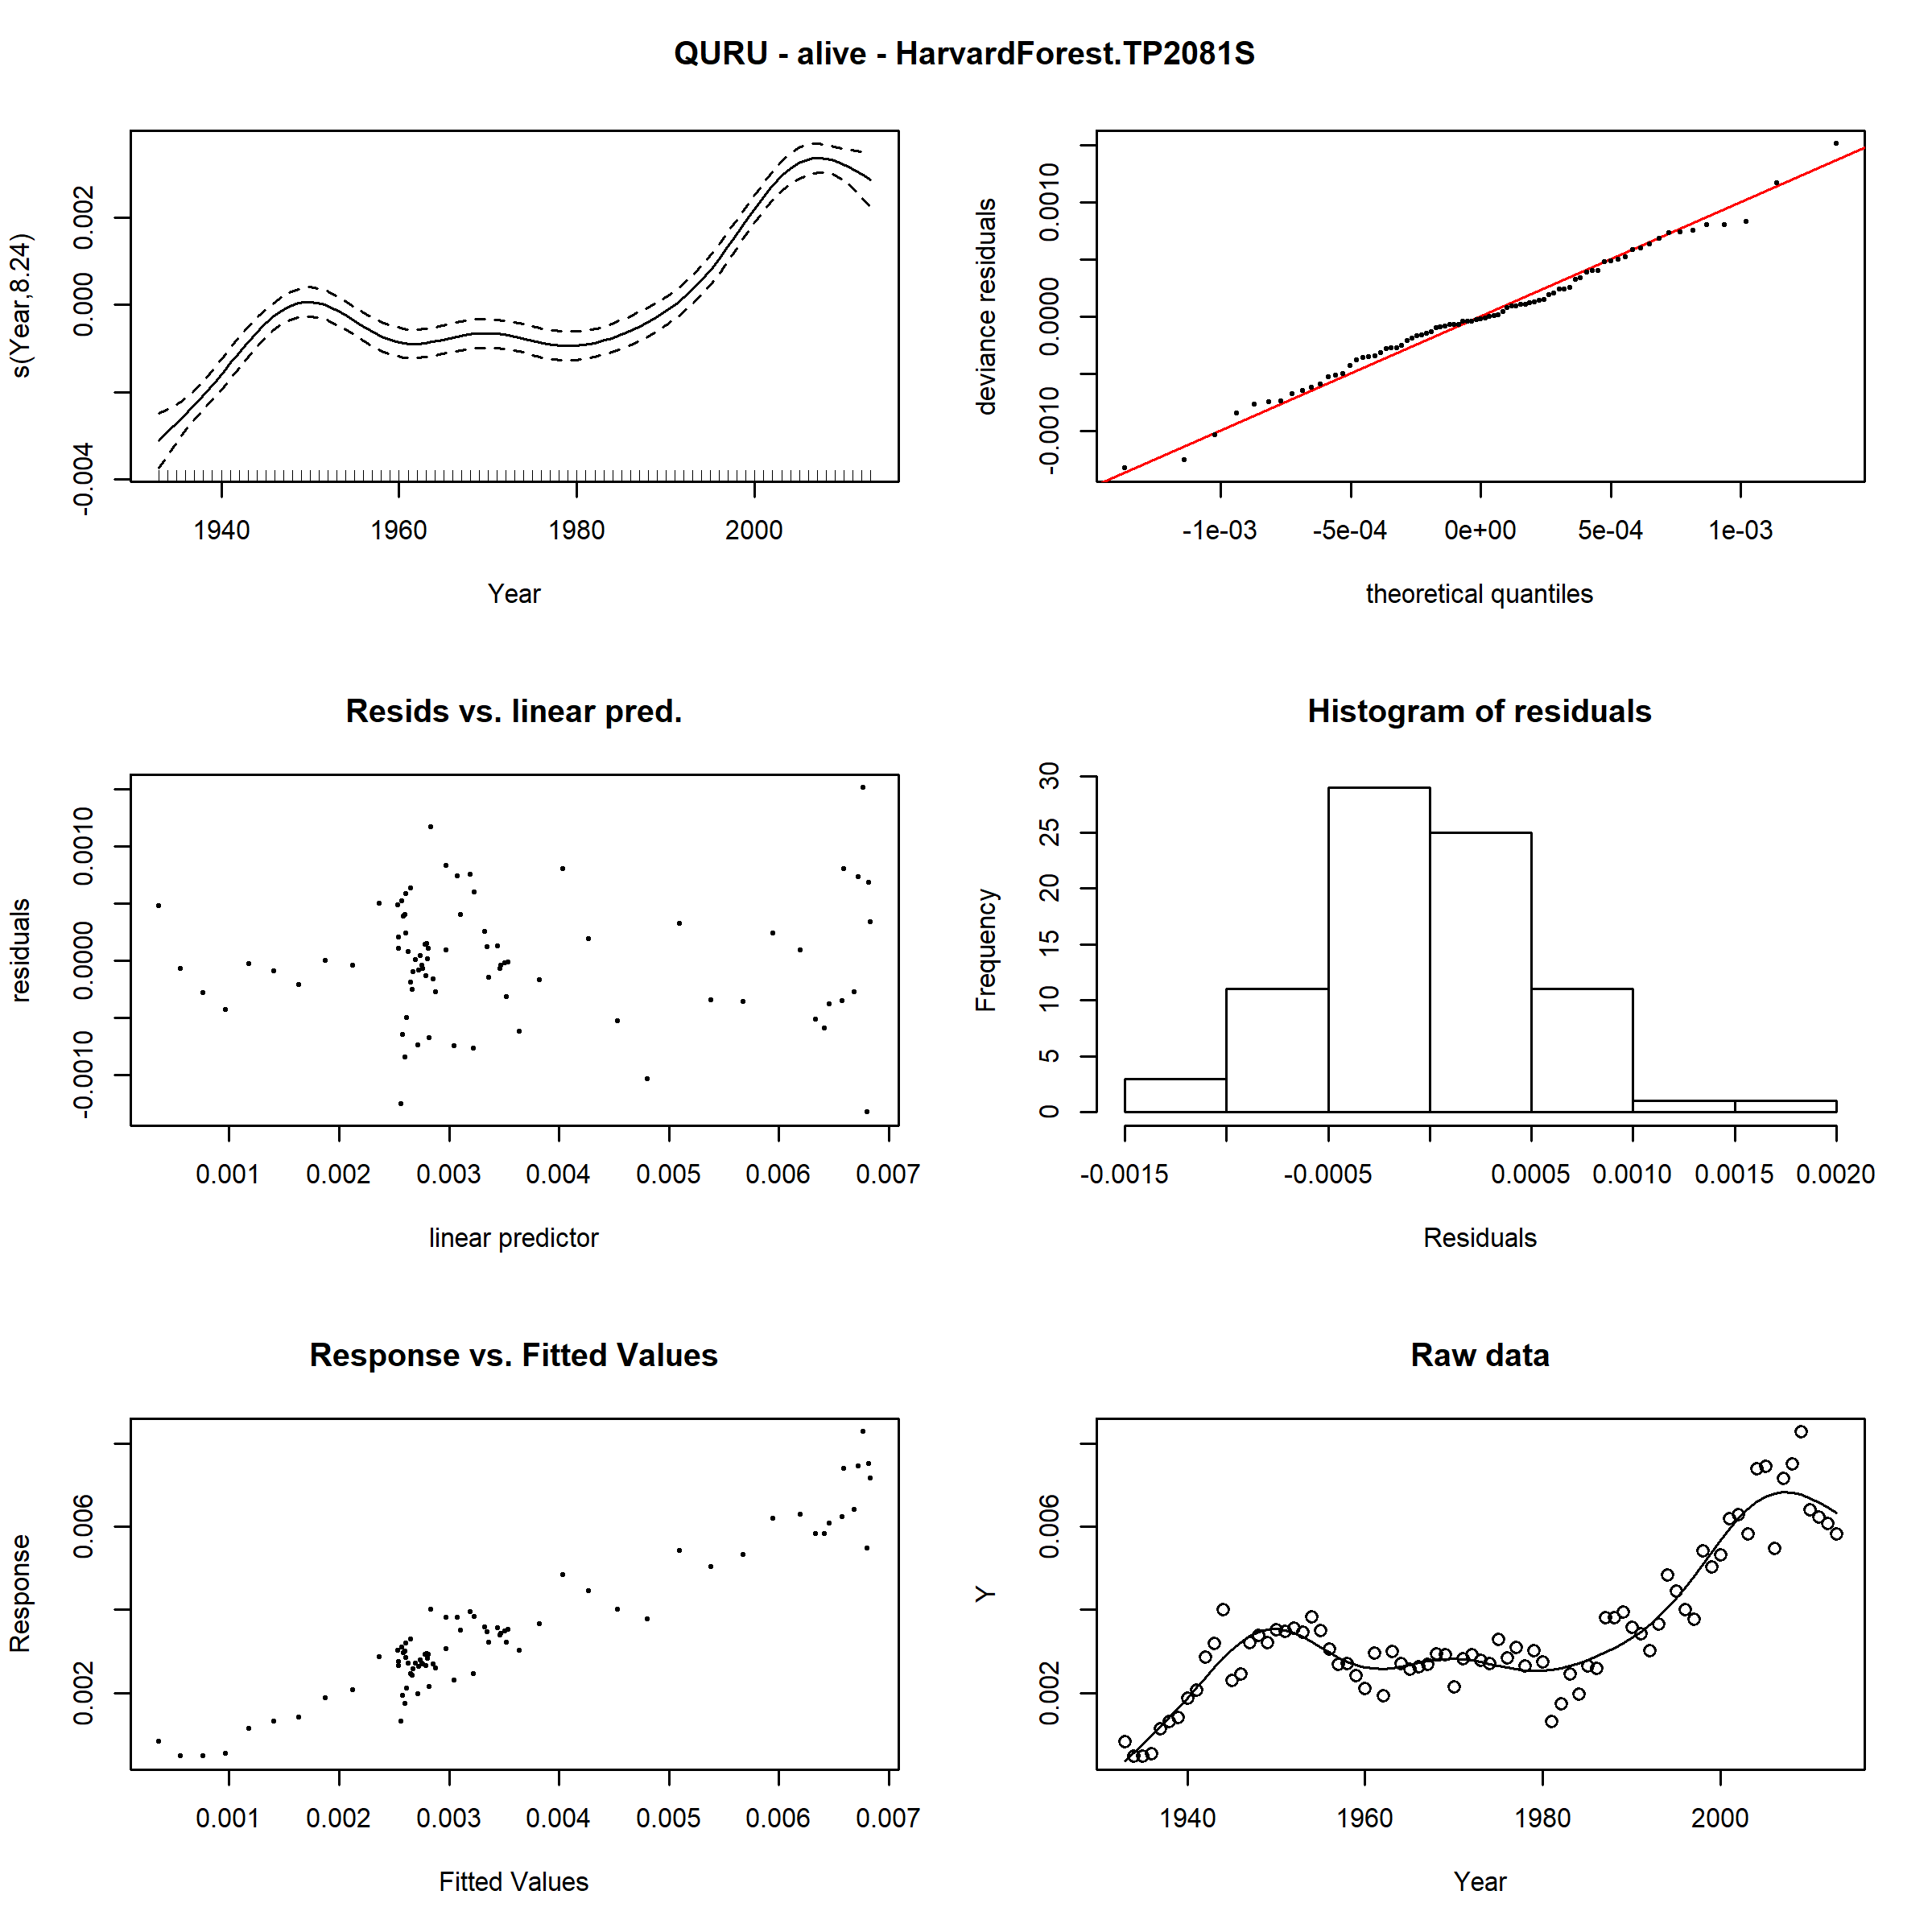 QURU - alive - HarvardForest.TP2081S
s(Year,8.24)
-0.004 0.000 0.002
1940 1960 1980 2000
Year
deviance residuals
-0.0010 0.0000 0.0010
-1e-03 -5e-04 0e+00 5e-04 1e-03
theoretical quantiles
Resids vs. linear pred.
residuals
-0.0010 0.0000 0.0010
0.001 0.002 0.003 0.004 0.005 0.006 0.007
linear predictor
Histogram of residuals
Frequency
0 5 10 15 20 25 30
-0.0015 -0.0005 0.0005 0.0010 0.0015 0.0020
Residuals
Response vs. Fitted Values
Response
0.002 0.006
0.001 0.002 0.003 0.004 0.005 0.006 0.007
Fitted Values
Raw data
Y
0.002 0.006
1940 1960 1980 2000
Year